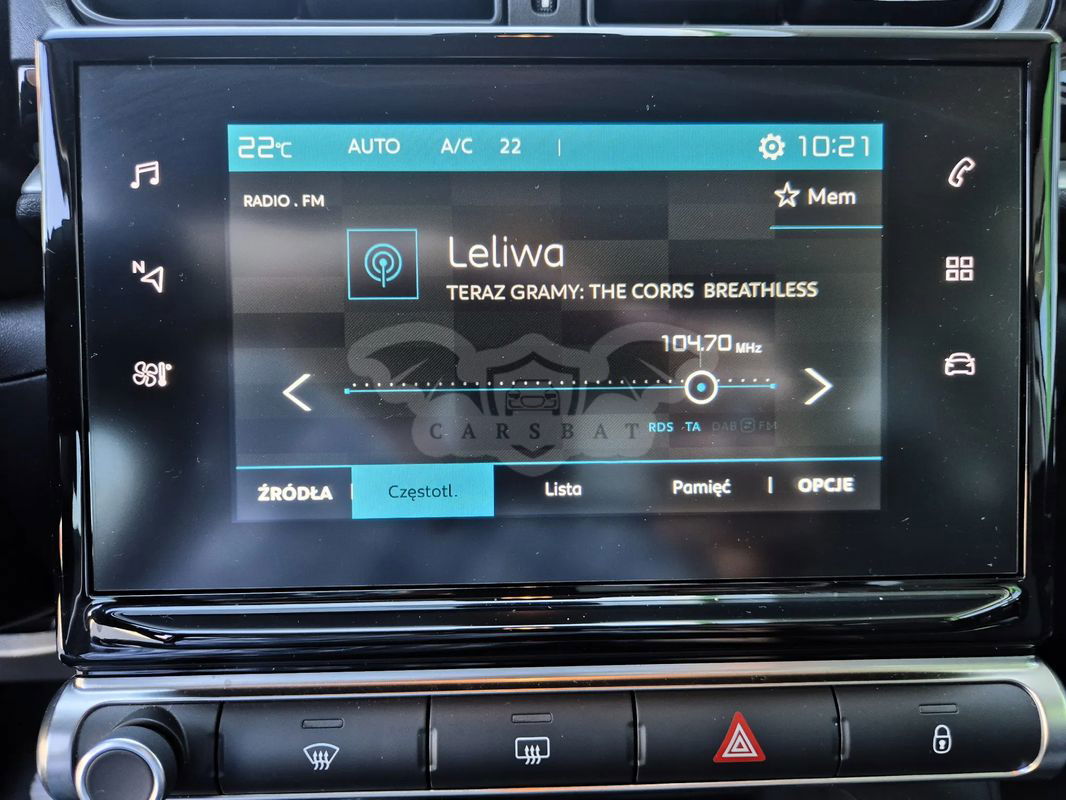 22°C AUTO A/C 22 | 10:21
RADIO . FM
Mem
Leliwa
TERAZ GRAMY: THE CORRS BREATHLESS
104.70 MHz
N
CARSBAT
RDS TA DAB FM
ŹRÓDŁA Częstotl. Lista Pamięć OPCJE